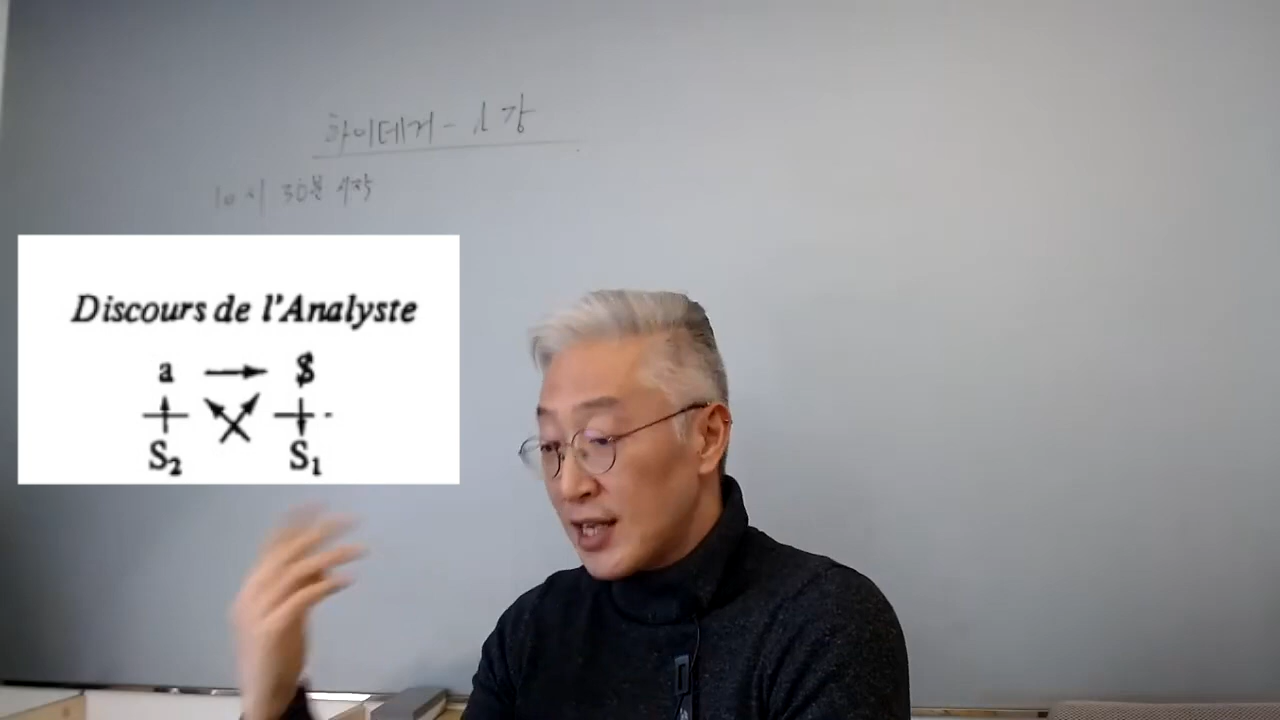 하이데거 - 1강
10시 30분 시작
Discours de l'Analyste
a → $
S₂ S₁